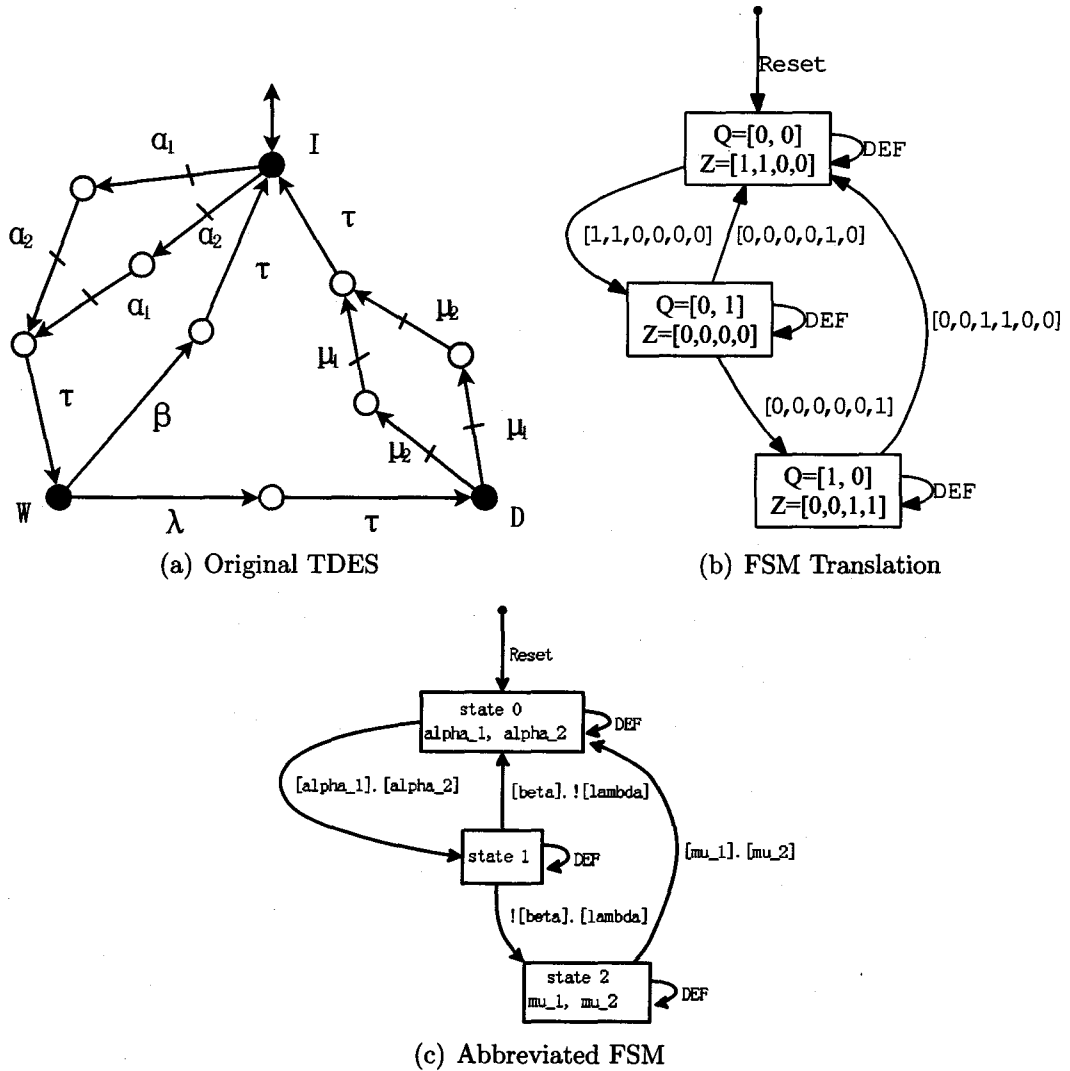 I
α₁
α₂
α₂
α₁
τ
τ
β
τ
μ₂
μ₁
μ₂
μ₁
τ
W
λ
τ
D
(a) Original TDES
Reset
Q=[0, 0]
Z=[1,1,0,0]
DEF
[1,1,0,0,0,0]
[0,0,0,0,1,0]
Q=[0, 1]
Z=[0,0,0,0]
DEF
[0,0,1,1,0,0]
[0,0,0,0,0,1]
Q=[1, 0]
Z=[0,0,1,1]
DEF
(b) FSM Translation
Reset
state 0
alpha_1, alpha_2
DEF
[alpha_1].[alpha_2]
[beta].![lambda]
state 1
DEF
[mu_1].[mu_2]
![beta].[lambda]
state 2
mu_1, mu_2
DEF
(c) Abbreviated FSM